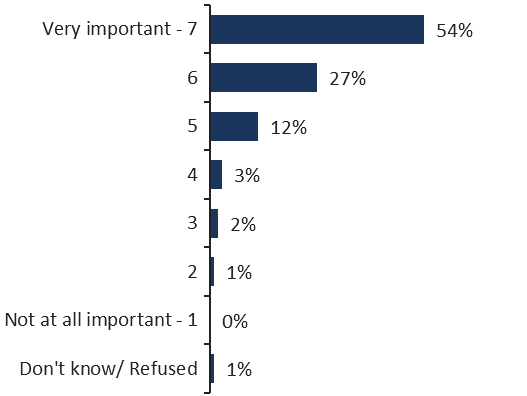 Very important - 7 54%
6 27%
5 12%
4 3%
3 2%
2 1%
Not at all important - 1 0%
Don't know/ Refused 1%